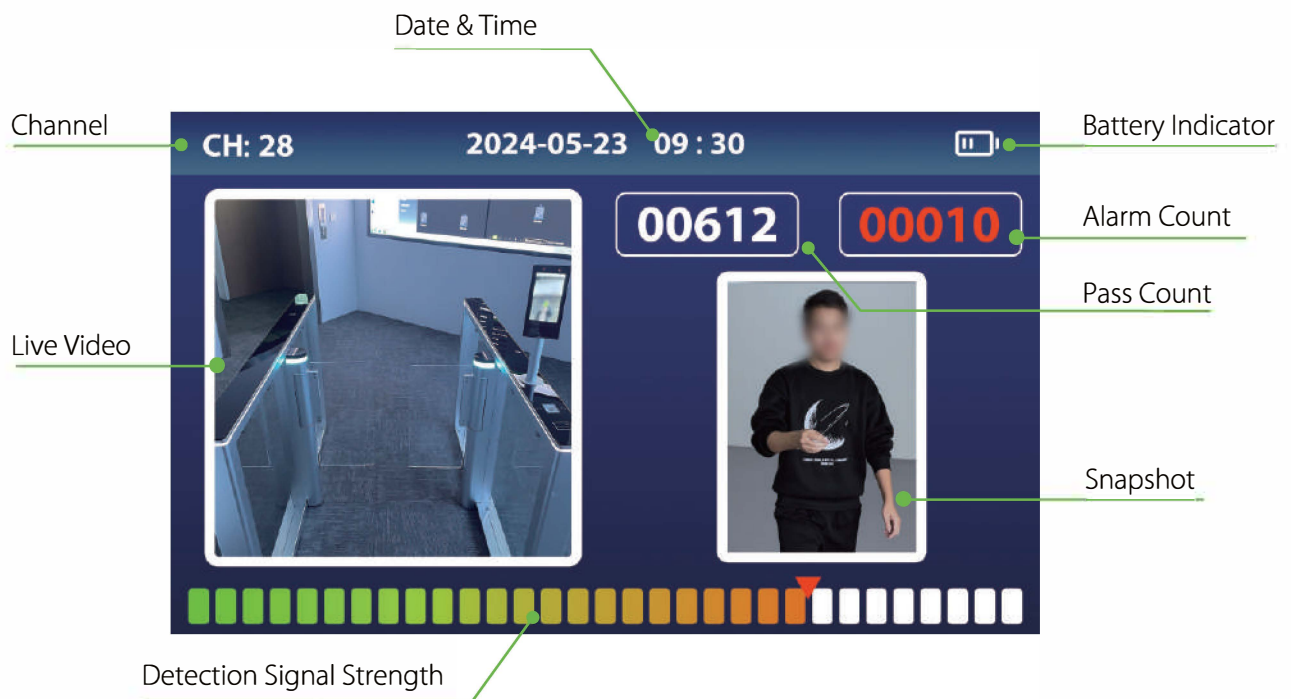 Date & Time
Channel
CH: 28
2024-05-23 09 : 30
Battery Indicator
00612
00010
Alarm Count
Pass Count
Live Video
Snapshot
Detection Signal Strength